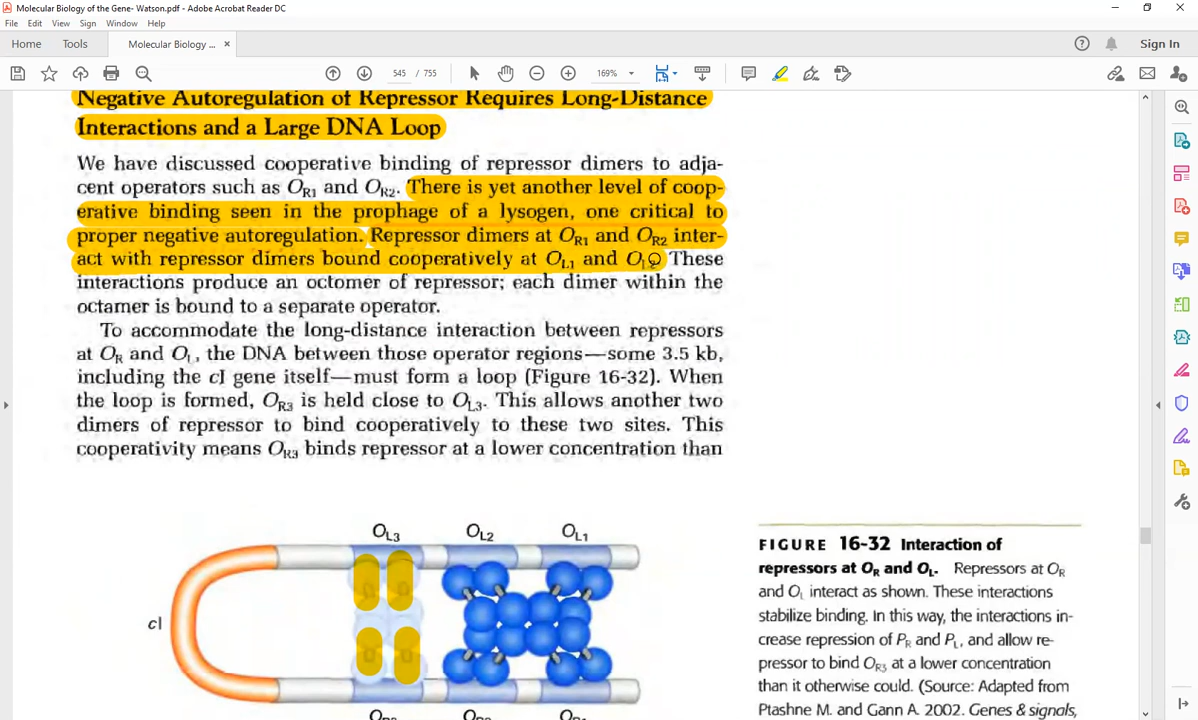 Molecular Biology of the Gene- Watson.pdf - Adobe Acrobat Reader DC
File Edit View Sign Window Help
Home Tools Molecular Biology ... × Sign In
545 / 755 169%
Negative Autoregulation of Repressor Requires Long-Distance
Interactions and a Large DNA Loop
We have discussed cooperative binding of repressor dimers to adja-
cent operators such as OR1 and OR2. There is yet another level of coop-
erative binding seen in the prophage of a lysogen, one critical to
proper negative autoregulation. Repressor dimers at OR1 and OR2 inter-
act with repressor dimers bound cooperatively at OL1 and These
interactions produce an octomer of repressor; each dimer within the
octamer is bound to a separate operator.
To accommodate the long-distance interaction between repressors
at OR and OL, the DNA between those operator regions—some 3.5 kb,
including the cI gene itself—must form a loop (Figure 16-32). When
the loop is formed, OR3 is held close to OL3. This allows another two
dimers of repressor to bind cooperatively to these two sites. This
cooperativity means OR3 binds repressor at a lower concentration than
OL3 OL2 OL1
cI
FIGURE 16-32 Interaction of
repressors at OR and OL. Repressors at OR
and OL interact as shown. These interactions
stabilize binding. In this way, the interactions in-
crease repression of PR and PL, and allow re-
pressor to bind OR3 at a lower concentration
than it otherwise could. (Source: Adapted from
Ptashne M. and Gann A. 2002. Genes & signals,